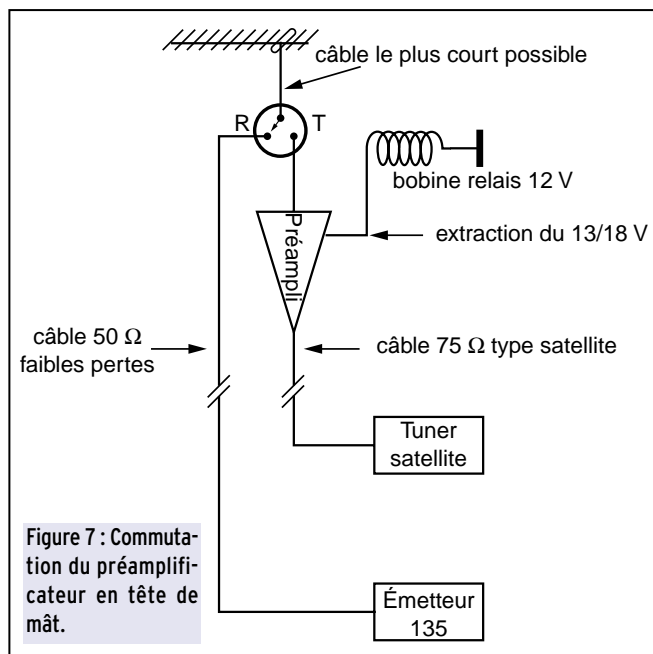 câble le plus court possible
R
T
bobine relais 12 V
Préampli
extraction du 13/18 V
câble 50 Ω
faibles pertes
câble 75 Ω type satellite
Tuner
satellite
Figure 7 : Commuta-
tion du préamplifi-
cateur en tête de
mât.
Émetteur
135